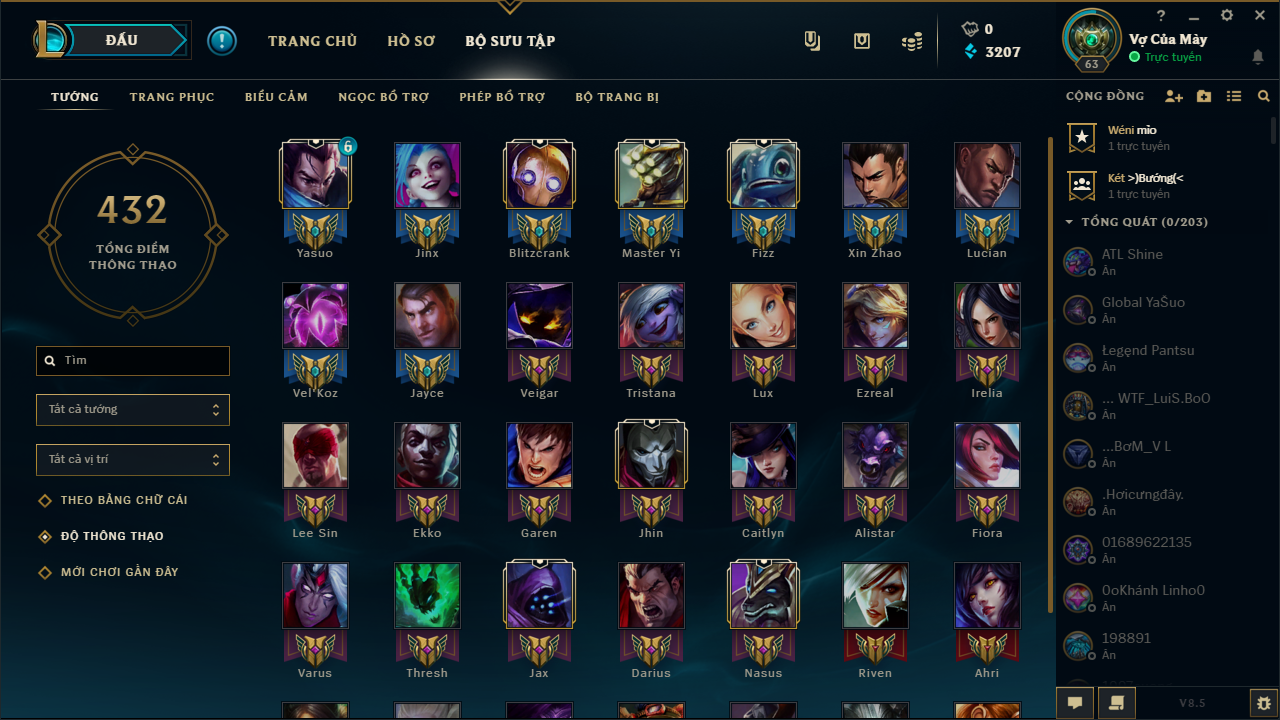 ĐẤU
!
TRANG CHỦ
HỒ SƠ
BỘ SƯU TẬP
0
3207
?
63
Vợ Của Mày
Trực tuyến
TƯỚNG
TRANG PHỤC
BIỂU CẢM
NGỌC BỔ TRỢ
PHÉP BỔ TRỢ
BỘ TRANG BỊ
CỘNG ĐỒNG
432
TỔNG ĐIỂM
THÔNG THẠO
Tìm
Tất cả tướng
Tất cả vị trí
THEO BẢNG CHỮ CÁI
ĐỘ THÔNG THẠO
MỚI CHƠI GẦN ĐÂY
6
Yasuo
Jinx
Blitzcrank
Master Yi
Fizz
Xin Zhao
Lucian
Vel'Koz
Jayce
Veigar
Tristana
Lux
Ezreal
Irelia
Lee Sin
Ekko
Garen
Jhin
Caitlyn
Alistar
Fiora
Varus
Thresh
Jax
Darius
Nasus
Riven
Ahri
Wéni mỉo
1 trực tuyến
Két >)Bướng(<
1 trực tuyến
TỔNG QUÁT (0/203)
ATL Shine
Ẩn
Global YaŠuo
Ẩn
Łegęnd Pantsu
Ẩn
... WTF_LuiS.BoO
Ẩn
...BơM_V L
Ẩn
.Hơicưngđây.
Ẩn
01689622135
Ẩn
0oKhánh Linho0
Ẩn
198891
Ẩn
V8.5